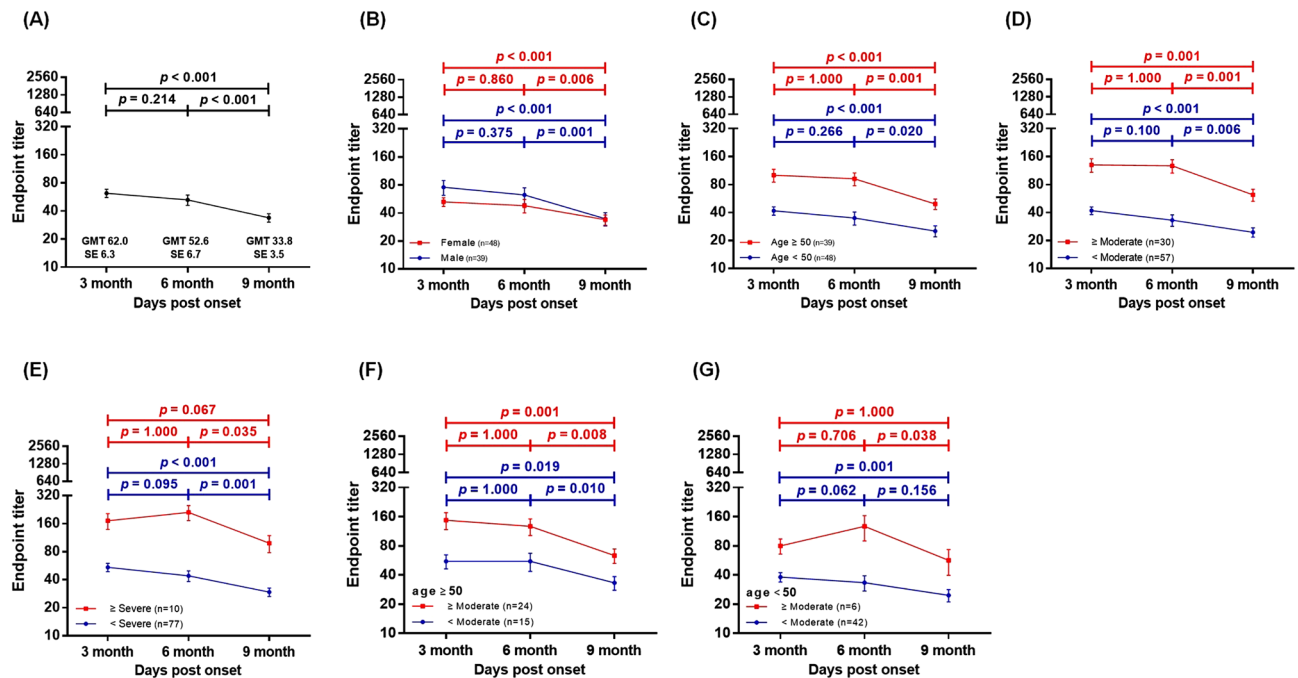 (A)
p < 0.001
p = 0.214 p < 0.001
2560
1280
640
320
160
80
40
20
10
Endpoint titer
GMT 62.0 GMT 52.6 GMT 33.8
SE 6.3 SE 6.7 SE 3.5
3 month 6 month 9 month
Days post onset
(B)
p < 0.001
p = 0.860 p = 0.006
p < 0.001
p = 0.375 p = 0.001
2560
1280
640
320
160
80
40
20
10
Endpoint titer
Female (n=48)
Male (n=39)
3 month 6 month 9 month
Days post onset
(C)
p < 0.001
p = 1.000 p = 0.001
p < 0.001
p = 0.266 p = 0.020
2560
1280
640
320
160
80
40
20
10
Endpoint titer
Age ≥ 50 (n=39)
Age < 50 (n=48)
3 month 6 month 9 month
Days post onset
(D)
p = 0.001
p = 1.000 p = 0.001
p < 0.001
p = 0.100 p = 0.006
2560
1280
640
320
160
80
40
20
10
Endpoint titer
≥ Moderate (n=30)
< Moderate (n=57)
3 month 6 month 9 month
Days post onset
(E)
p = 0.067
p = 1.000 p = 0.035
p < 0.001
p = 0.095 p = 0.001
2560
1280
640
320
160
80
40
20
10
Endpoint titer
≥ Severe (n=10)
< Severe (n=77)
3 month 6 month 9 month
Days post onset
(F)
p = 0.001
p = 1.000 p = 0.008
p = 0.019
p = 1.000 p = 0.010
2560
1280
640
320
160
80
40
20
10
Endpoint titer
age ≥ 50
≥ Moderate (n=24)
< Moderate (n=15)
3 month 6 month 9 month
Days post onset
(G)
p = 1.000
p = 0.706 p = 0.038
p = 0.001
p = 0.062 p = 0.156
2560
1280
640
320
160
80
40
20
10
Endpoint titer
age < 50
≥ Moderate (n=6)
< Moderate (n=42)
3 month 6 month 9 month
Days post onset